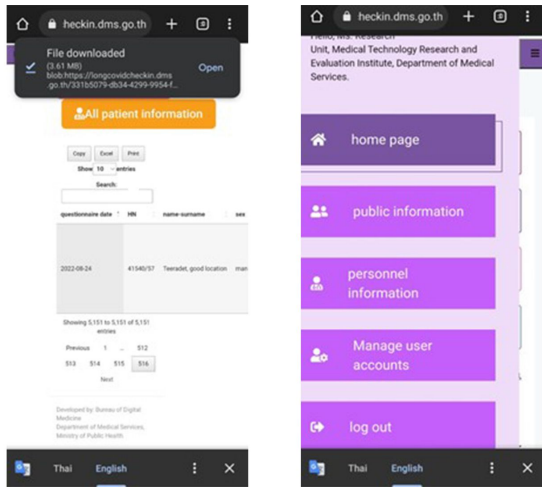 heckin.dms.go.th
File downloaded
(3.61 MB)
blob:https://longcovidcheckin.dms
.go.th/331b5079-db34-4299-9954-f...
Open
All patient information
Copy Excel Print
Show 10 entries
Search:
questionnaire date HN name-surname sex
2022-08-24 41540/57 Teeradet, good location man
Showing 5,151 to 5,151 of 5,151
entries
Previous 1 .. 512
513 514 515 516
Next
Developed by: Bureau of Digital
Medicine
Department of Medical Services,
Ministry of Public Health
Thai English
heckin.dms.go.th
Hello, Ms. Research
Unit, Medical Technology Research and
Evaluation Institute, Department of Medical
Services.
home page
public information
personnel
information
Manage user
accounts
log out
Thai English